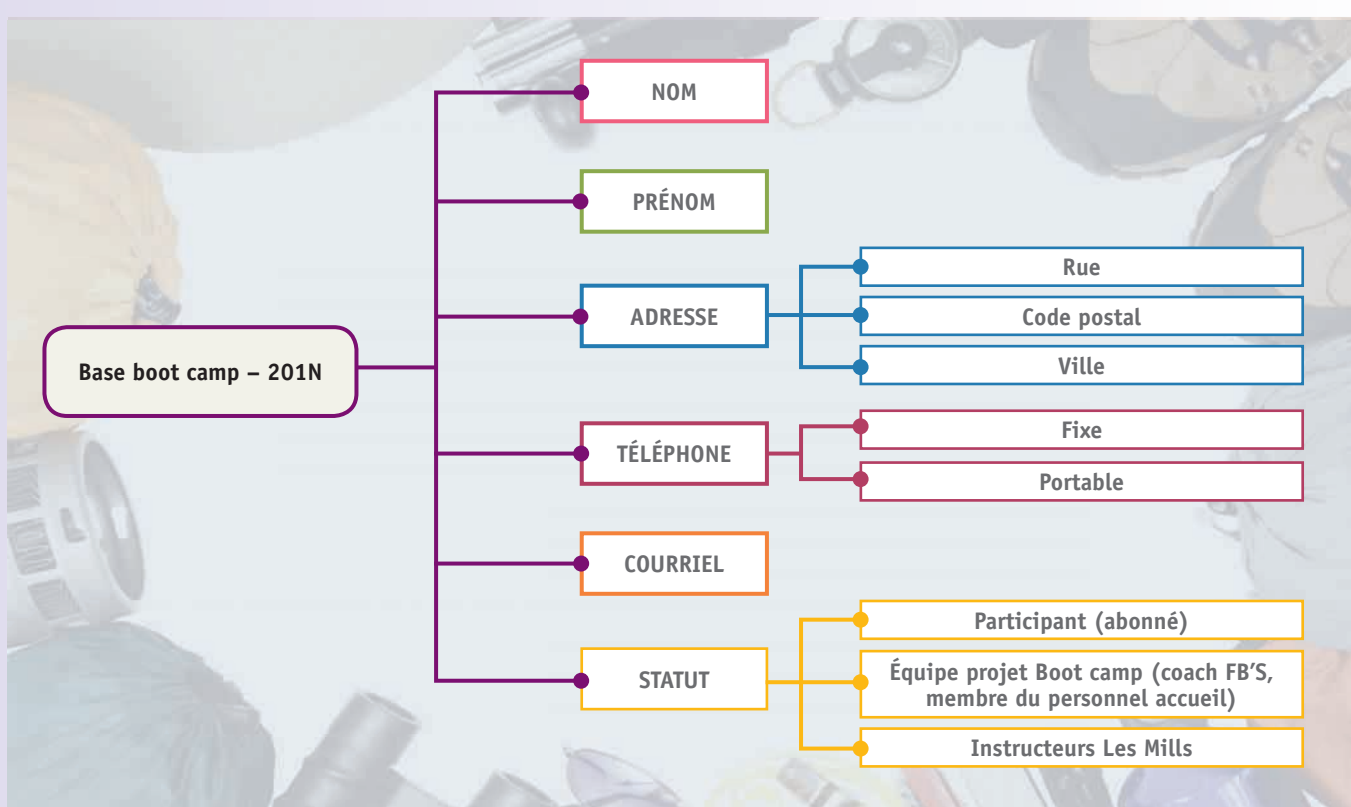 NOM
PRÉNOM
ADRESSE
Rue
Code postal
Ville
Base boot camp – 201N
TÉLÉPHONE
Fixe
Portable
COURRIEL
STATUT
Participant (abonné)
Équipe projet Boot camp (coach FB’S,
membre du personnel accueil)
Instructeurs Les Mills